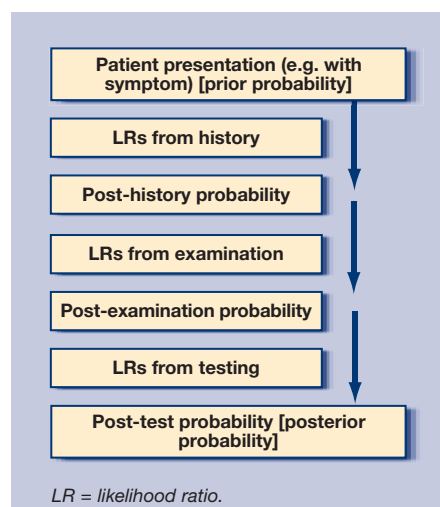 Patient presentation (e.g. with
symptom) [prior probability]
LRs from history
Post-history probability
LRs from examination
Post-examination probability
LRs from testing
Post-test probability [posterior
probability]
LR = likelihood ratio.